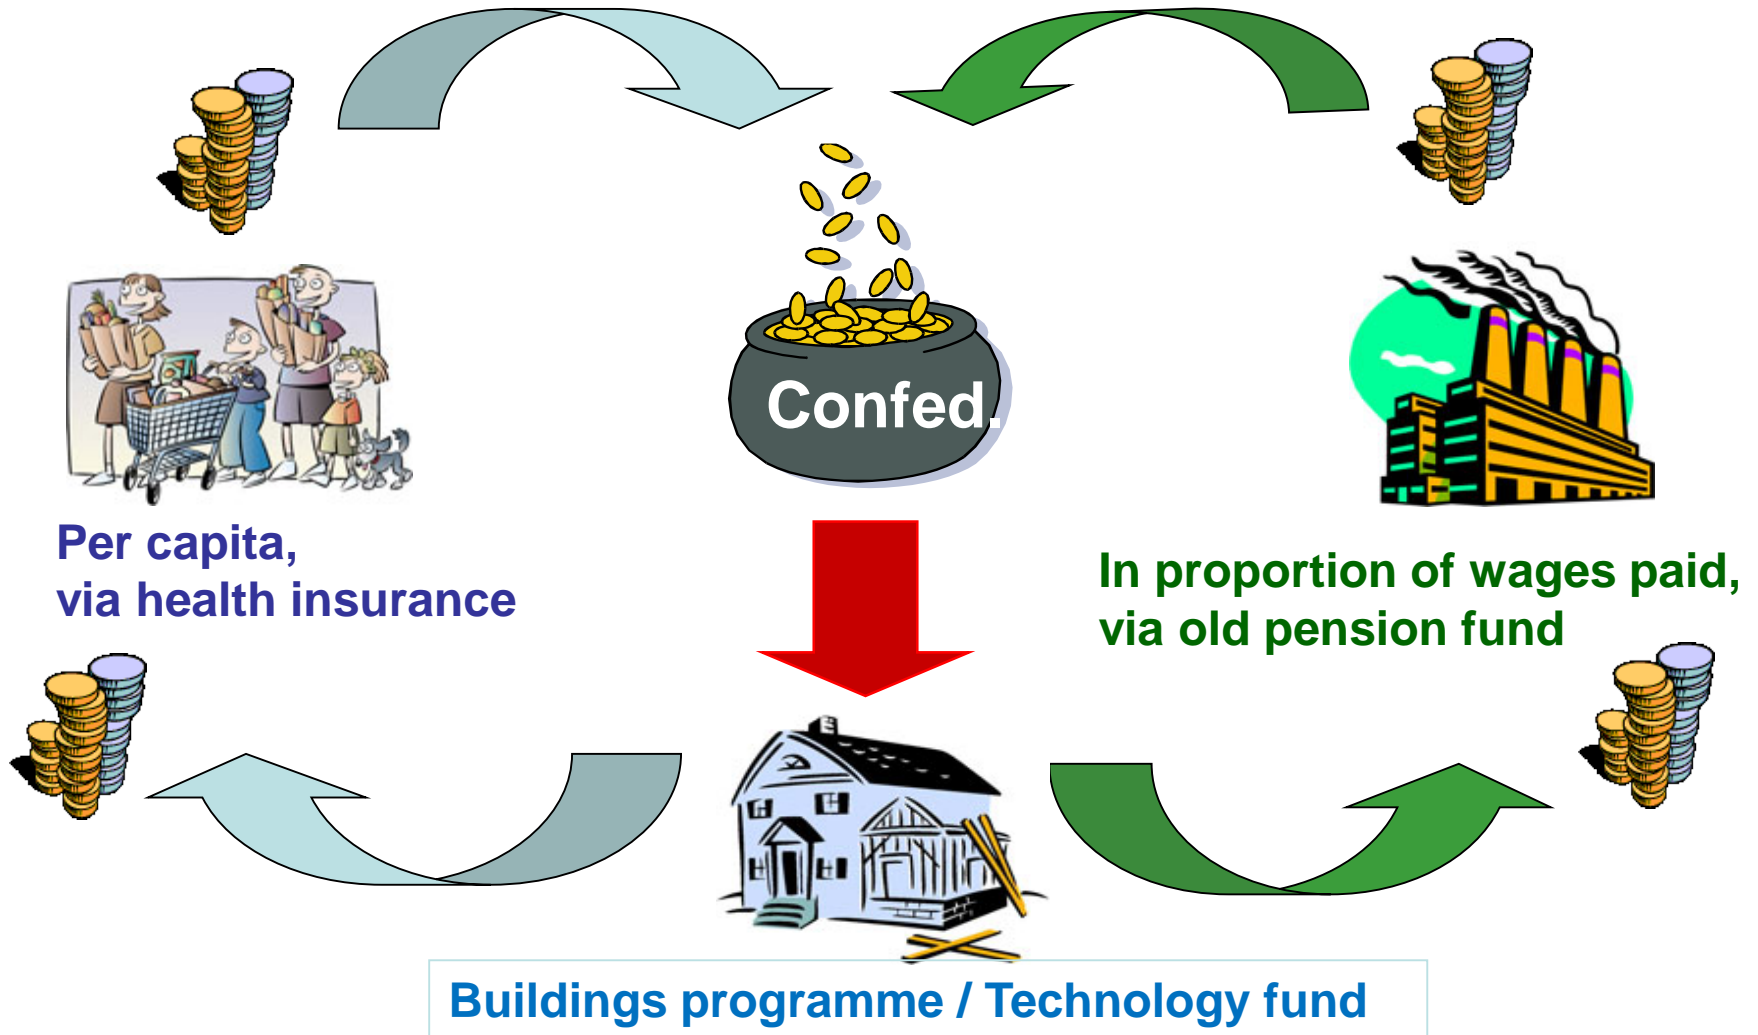 Confed.
Per capita,
via health insurance
In proportion of wages paid,
via old pension fund
Buildings programme / Technology fund